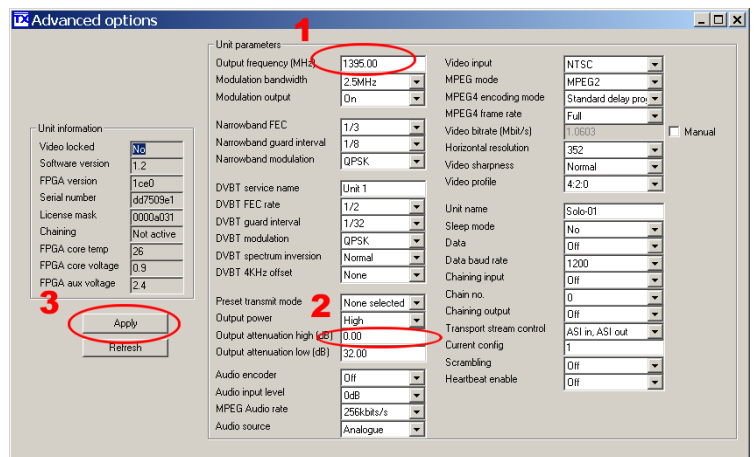 Advanced options
1
Unit parameters
Output frequency (MHz) 1395.00
Modulation bandwidth 2.5MHz
Modulation output On
Narrowband FEC 1/3
Narrowband guard interval 1/8
Narrowband modulation QPSK
DVBT service name Unit 1
DVBT FEC rate 1/2
DVBT guard interval 1/32
DVBT modulation QPSK
DVBT spectrum inversion Normal
DVBT 4KHz offset None
Preset transmit mode None selected
2
Output power High
Output attenuation high (dB) 0.00
Output attenuation low (dB) 32.00
Audio encoder Off
Audio input level 0dB
MPEG Audio rate 256kbits/s
Audio source Analogue
Video input NTSC
MPEG mode MPEG2
MPEG4 encoding mode Standard delay prog
MPEG4 frame rate Full
Video bitrate (Mbit/s) 1.0603 Manual
Horizontal resolution 352
Video sharpness Normal
Video profile 4:2:0
Unit name Solo-01
Sleep mode No
Data Off
Data baud rate 1200
Chaining input Off
Chain no. 0
Chaining output Off
Transport stream control ASI in, ASI out
Current config 1
Scrambling Off
Heartbeat enable Off
Unit information
Video locked No
Software version 1.2
FPGA version 1ce0
Serial number dd7509e1
License mask 0000a031
Chaining Not active
FPGA core temp 26
FPGA core voltage 0.9
FPGA aux voltage 2.4
3
Apply
Refresh